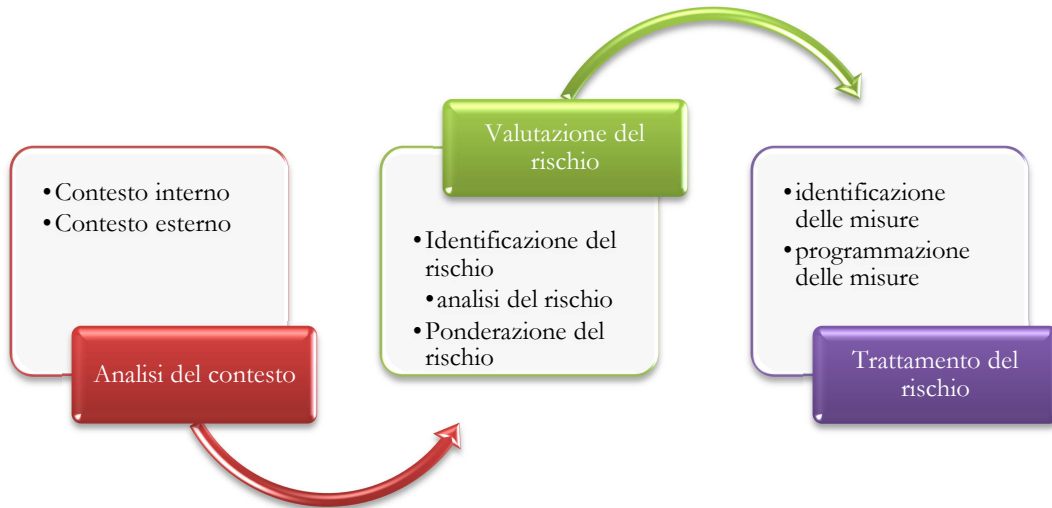 • Contesto interno
• Contesto esterno
Analisi del contesto
Valutazione del
rischio
• Identificazione del
rischio
• analisi del rischio
• Ponderazione del
rischio
• identificazione
delle misure
• programmazione
delle misure
Trattamento del
rischio